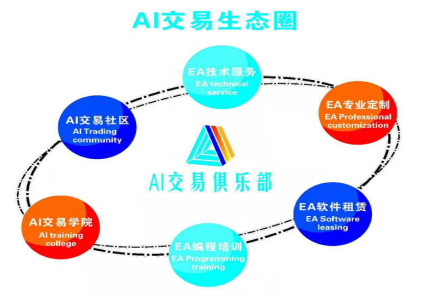 AI交易生态圈
EA技术服务
EA technical
service
EA专业定制
EA Professional
customization
AI交易社区
AI Trading
community
AI交易俱乐部
EA软件租赁
EA Software
leasing
AI交易学院
AI training
college
EA编程培训
EA Programming
training